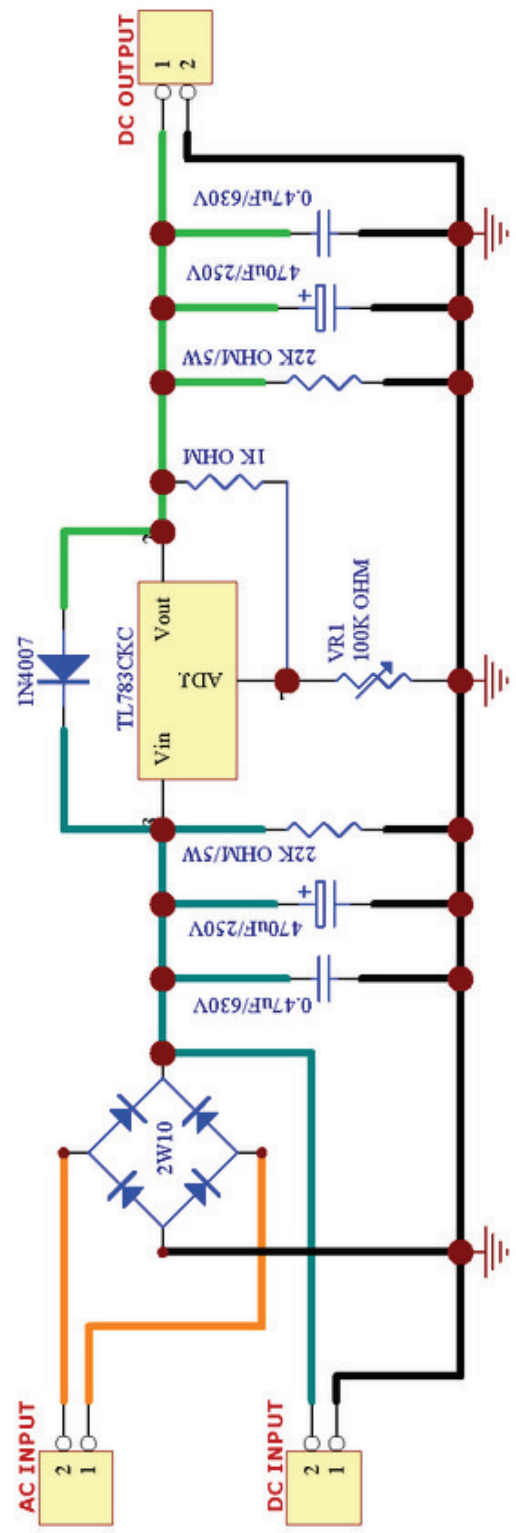 AC INPUT
2
1
DC INPUT
2
1
2W10
0.47uF/630V
470uF/250V
22K OHM/5W
1N4007
TL783CKC
Vin
Vout
ADJ.
3
2
1
1K OHM
VR1
100K OHM
22K OHM/5W
+
470uF/250V
+
0.47uF/630V
DC OUTPUT
1
2